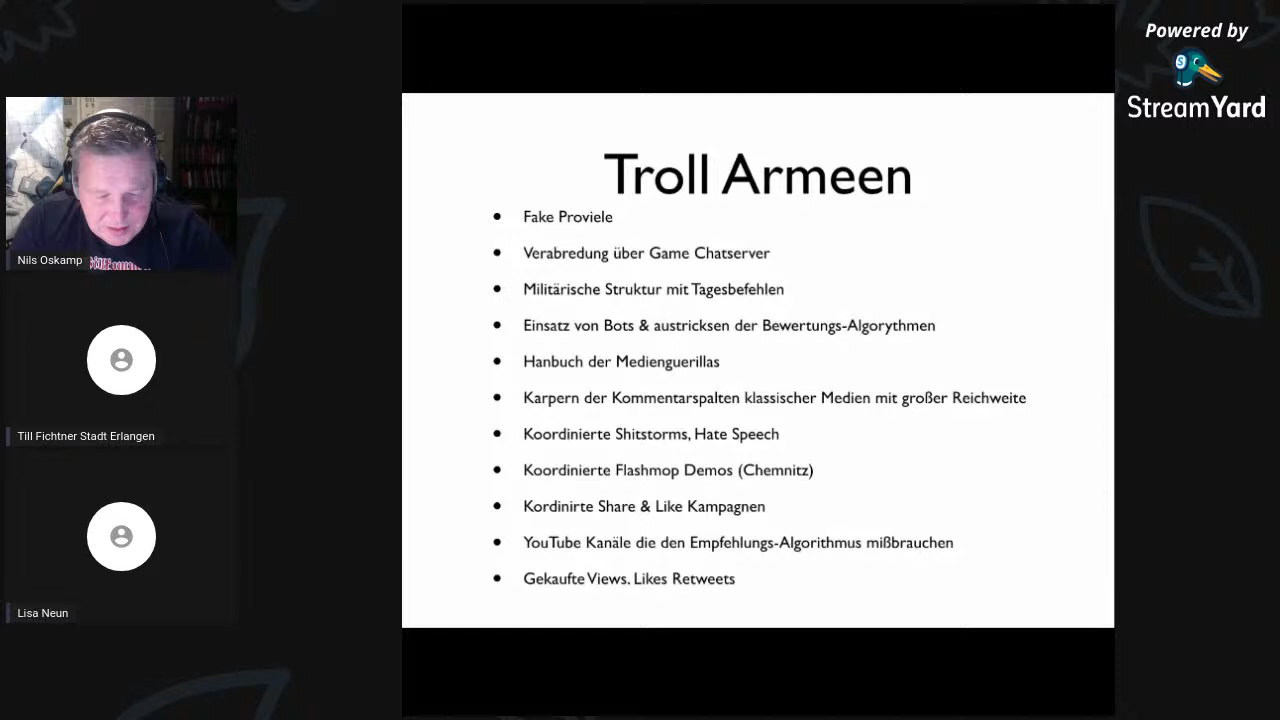 Powered by
StreamYard
Troll Armeen
Fake Proviele
Verabredung über Game Chatserver
Militärische Struktur mit Tagesbefehlen
Einsatz von Bots & austricksen der Bewertungs-Algorythmen
Hanbuch der Medienguerillas
Karpern der Kommentarspalten klassischer Medien mit großer Reichweite
Koordinierte Shitstorms, Hate Speech
Koordinierte Flashmop Demos (Chemnitz)
Kordinirte Share & Like Kampagnen
YouTube Kanäle die den Empfehlungs-Algorithmus mißbrauchen
Gekaufte Views. Likes Retweets
Nils Oskamp
Till Fichtner Stadt Erlangen
Lisa Neun